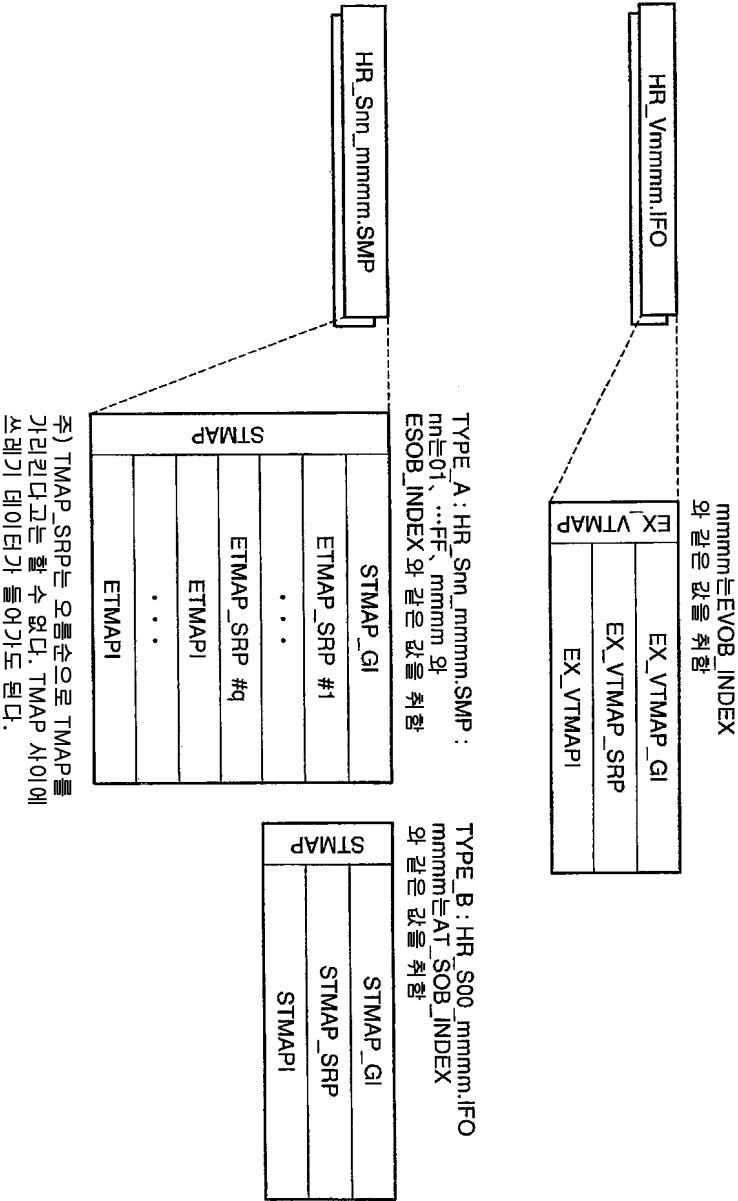 HR_Vmmmm.IFO
mmmm는EVOB_INDEX
와 같은 값을 취함
EX_VTMAP
EX_VTMAP_GI
EX_VTMAP_SRP
EX_VTMAPI
HR_Snn_mmmm.SMP
TYPE_A : HR_Snn_mmmm.SMP :
nn는01、…FF、mmmm 와
ESOB_INDEX 와 같은 값을 취함
STMAP
STMAP_GI
ETMAP_SRP #1
• • •
ETMAP_SRP #q
ETMAPI
• • •
ETMAPI
TYPE_B : HR_S00_mmmm.IFO
mmmm는AT_SOB_INDEX
와 같은 값을 취함
STMAP
STMAP_GI
STMAP_SRP
STMAPI
주) TMAP_SRP는 오름순으로 TMAP를
가리킨다고는 할 수 없다. TMAP 사이에
쓰레기 데이터가 들어가도 된다.